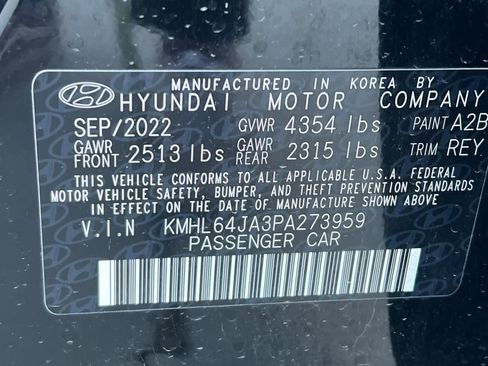 MANUFACTURED IN KOREA BY
HYUNDAI MOTOR COMPANY
SEP/2022 GVWR 4354 lbs PAINT A2B
GAWR FRONT 2513 lbs GAWR REAR 2315 lbs TRIM REY
THIS VEHICLE CONFORMS TO ALL APPLICABLE U.S.A. FEDERAL
MOTOR VEHICLE SAFETY, BUMPER, AND THEFT PREVENTION STANDARDS
IN EFFECT ON THE DATE OF MANUFACTURE SHOWN ABOVE
V.I.N KMHL64JA3PA273959
PASSENGER CAR